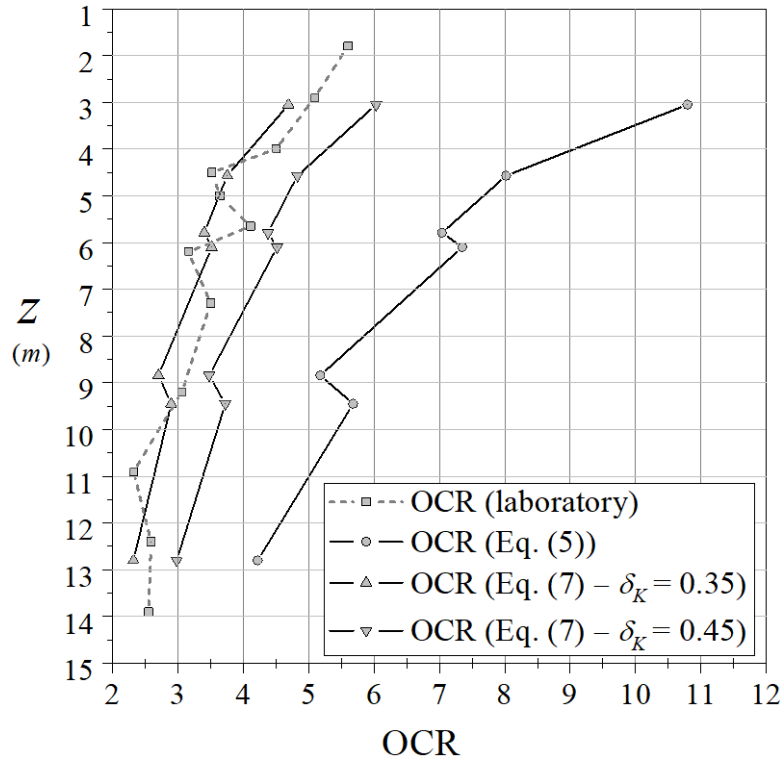 1
2
3
4
5
6
7
8
9
10
11
12
13
14
15
z
(m)
OCR (laboratory)
OCR (Eq. (5))
OCR (Eq. (7) – δK = 0.35)
OCR (Eq. (7) – δK = 0.45)
2 3 4 5 6 7 8 9 10 11 12
OCR